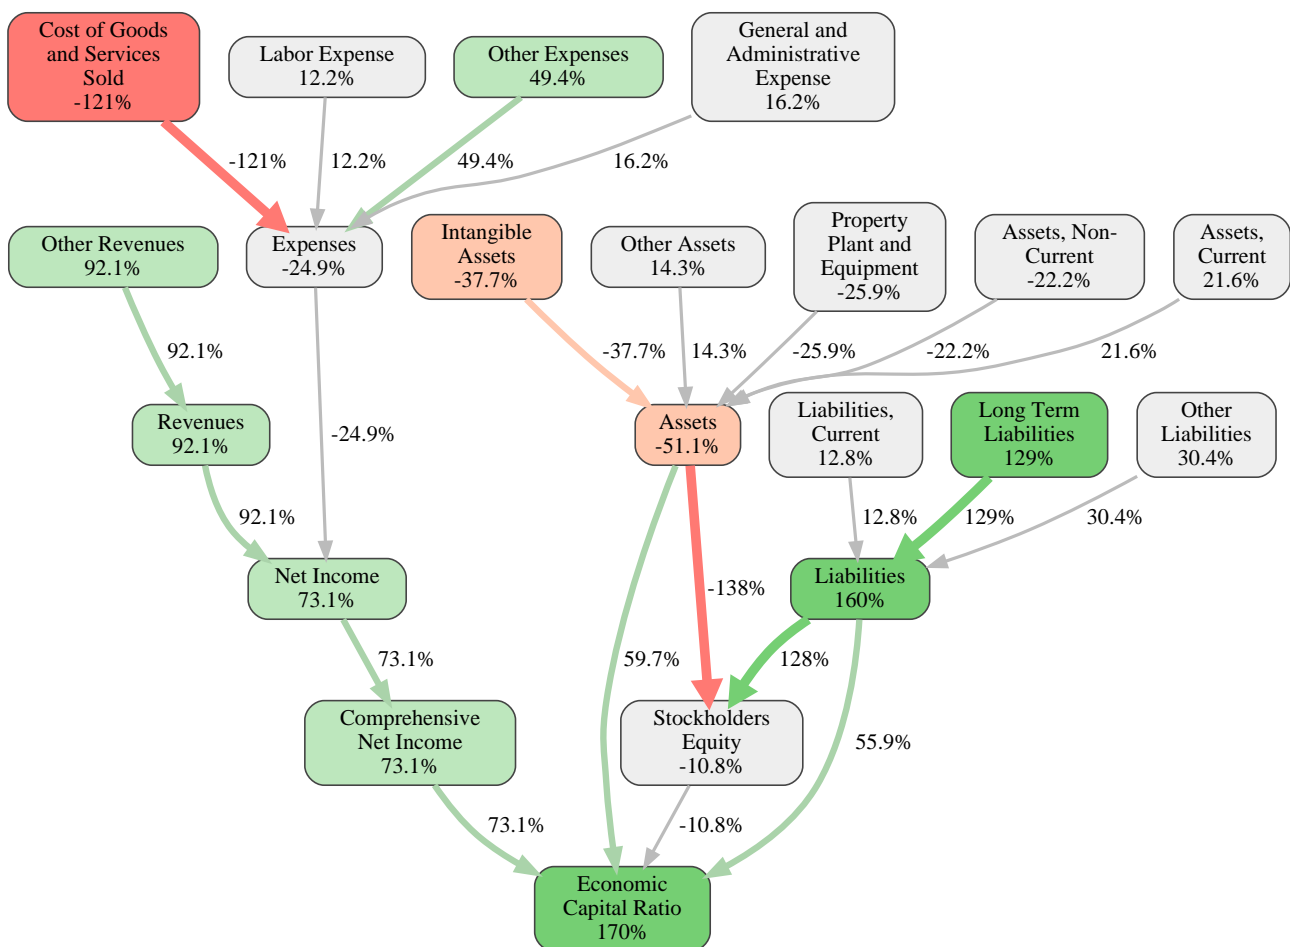 Cost of Goods
and Services
Sold
-121%
Labor Expense
12.2%
Other Expenses
49.4%
General and
Administrative
Expense
16.2%
-121%
12.2%
49.4%
16.2%
Other Revenues
92.1%
Expenses
-24.9%
Intangible
Assets
-37.7%
Other Assets
14.3%
Property
Plant and
Equipment
-25.9%
Assets, Non-
Current
-22.2%
Assets,
Current
21.6%
92.1%
-24.9%
-37.7%
14.3%
-25.9%
-22.2%
21.6%
Revenues
92.1%
Assets
-51.1%
Liabilities,
Current
12.8%
Long Term
Liabilities
129%
Other
Liabilities
30.4%
92.1%
12.8%
129%
30.4%
Net Income
73.1%
-138%
Liabilities
160%
73.1%
59.7%
128%
55.9%
Comprehensive
Net Income
73.1%
Stockholders
Equity
-10.8%
73.1%
-10.8%
Economic
Capital Ratio
170%